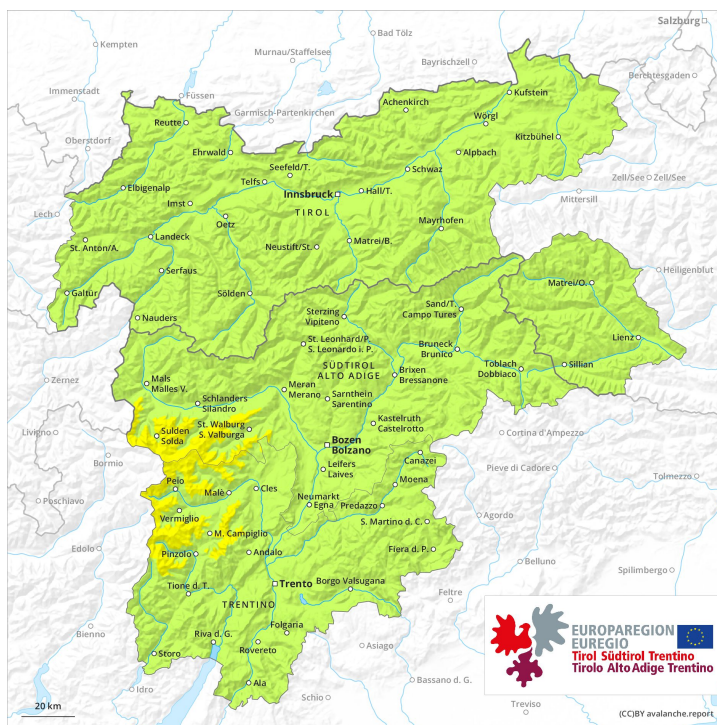 Salzburg
Bad Tölz
Kempten
Murnau/Staffelsee
Bayrischzell
Berchtesgaden
Immenstadt
Füssen
Garmisch-Partenkirchen
Achenkirch
Kufstein
Reutte
Wörgl
Oberstdorf
Ehrwald
Kitzbühel
Alpbach
Seefeld/T.
Schwaz
Telfs
Zell/See
Zell/See
Elbigenalp
Innsbruck
Hall/T.
Mittersill
Imst
TIROL
Lech
Oetz
Mayrhofen
St. Anton/A.
Landeck
Neustift/St.
Matrei/B.
Serfaus
Heiligenblut
Galtür
Sölden
Matrei/O.
Nauders
Sterzing
Vipiteno
Sand/T.
Campo Tures
Lienz
St. Leonhard/P.
S. Leonardo i. P.
Bruneck
Brunico
SÜDTIROL
ALTO ADIGE
Toblach
Dobbiaco
Sillian
Zernez
Mals
Malles V.
Meran
Merano
Brixen
Bressanone
Schlanders
Silandro
Sarnthein
Sarentino
Livigno
Sulden
Solda
St. Walburg
S. Valburga
Kastelruth
Castelrotto
Cortina d'Ampezzo
Bozen
Bolzano
Bormio
Canazei
Pieve di Cadore
Leifers
Laives
Tolmezzo
Poschiavo
Peio
Malè
Cles
Moena
Neumarkt
Egna
Predazzo
Vermiglio
Agordo
S. Martino d. C.
M. Campiglio
Edolo
Pinzolo
Andalo
Fiera d. P.
Belluno
Spilimbergo
Tione d. T.
Trento
Borgo Valsugana
Feltre
TRENTINO
Folgaria
Bienno
Riva d. G.
Rovereto
Asiago
Storo
Bassano d. G.
Idro
Ala
Schio
Treviso
EUROPAREGION
EUREGIO
Tirol Südtirol Trentino
Tirolo Alto Adige Trentino
20 km
(CC)BY avalanche.report